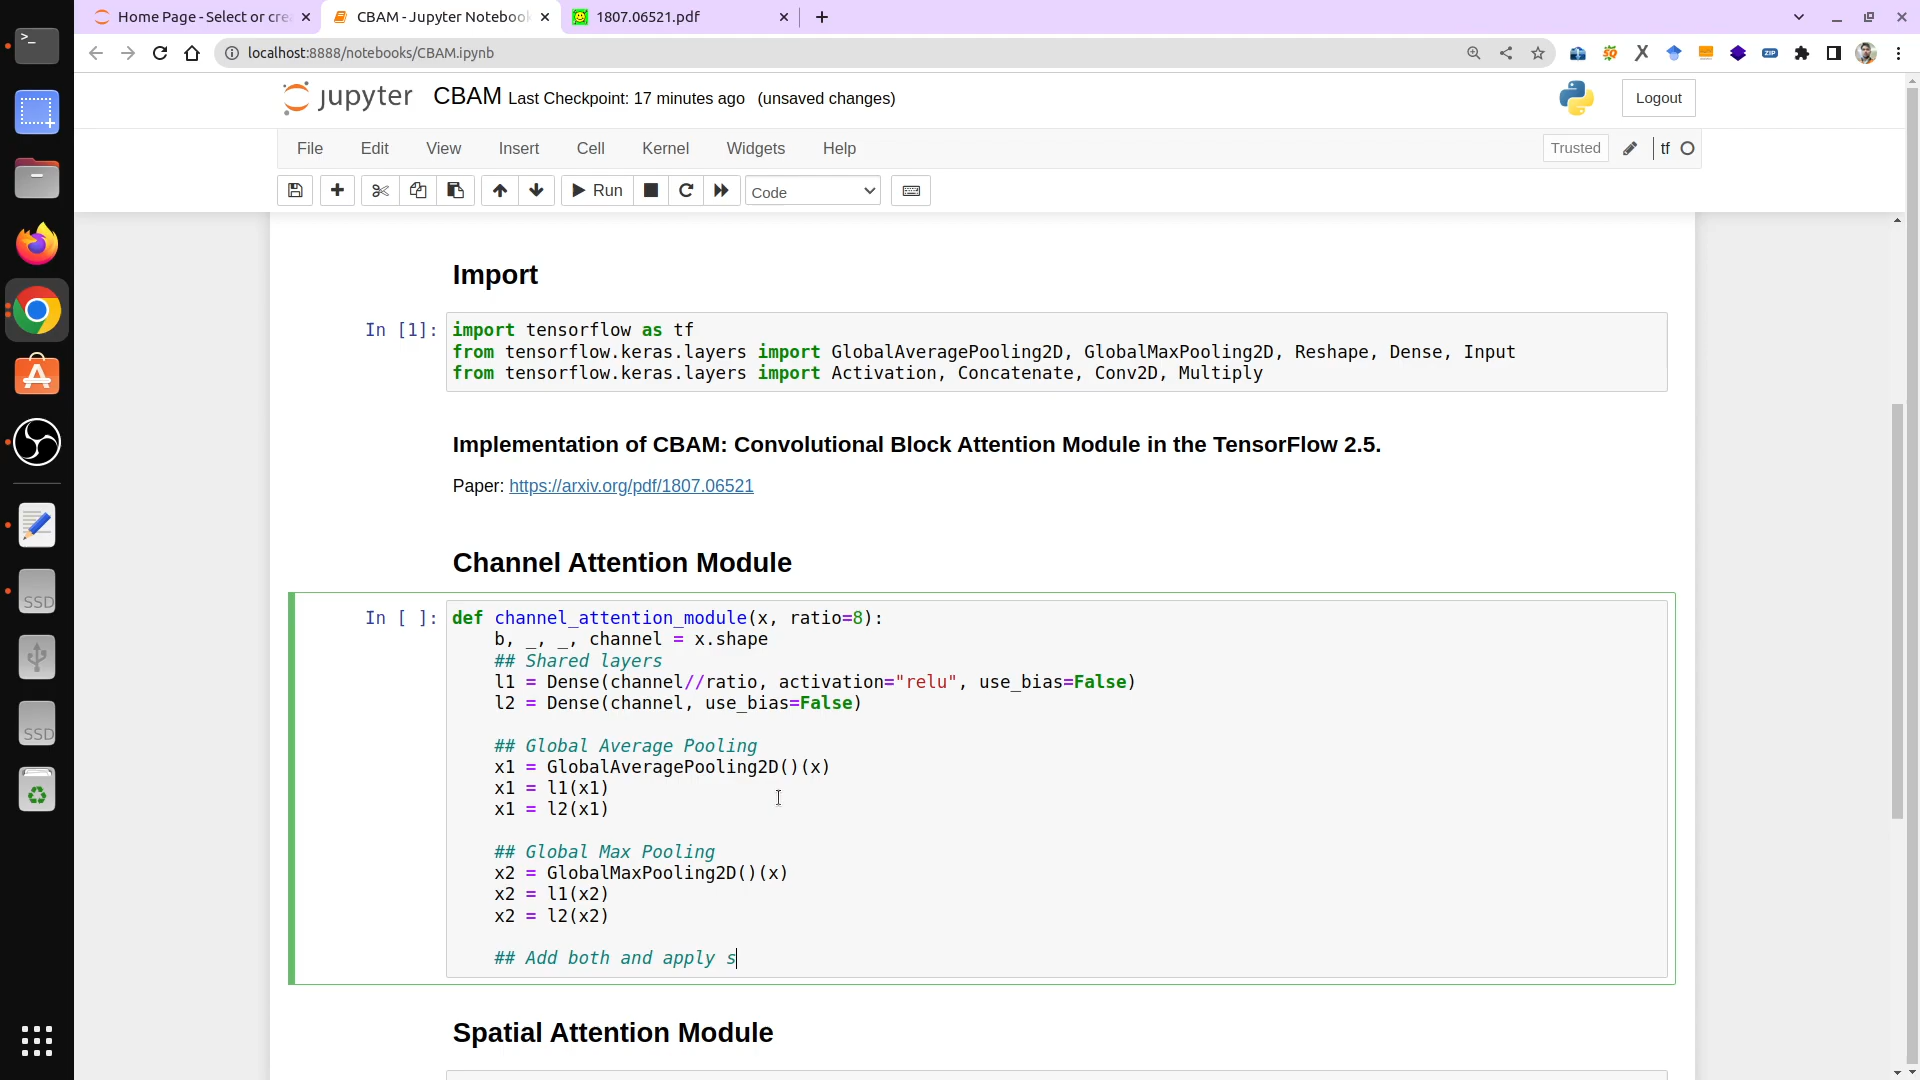 Home Page - Select or cre
CBAM - Jupyter Notebook
1807.06521.pdf
localhost:8888/notebooks/CBAM.ipynb
jupyter CBAM Last Checkpoint: 17 minutes ago (unsaved changes)
Logout
File Edit View Insert Cell Kernel Widgets Help
Trusted tf
Run Code
Import
In [1]: import tensorflow as tf
from tensorflow.keras.layers import GlobalAveragePooling2D, GlobalMaxPooling2D, Reshape, Dense, Input
from tensorflow.keras.layers import Activation, Concatenate, Conv2D, Multiply
Implementation of CBAM: Convolutional Block Attention Module in the TensorFlow 2.5.
Paper: https://arxiv.org/pdf/1807.06521
Channel Attention Module
In [ ]: def channel_attention_module(x, ratio=8):
b, _, _, channel = x.shape
## Shared layers
l1 = Dense(channel//ratio, activation="relu", use_bias=False)
l2 = Dense(channel, use_bias=False)
## Global Average Pooling
x1 = GlobalAveragePooling2D()(x)
x1 = l1(x1)
x1 = l2(x1)
## Global Max Pooling
x2 = GlobalMaxPooling2D()(x)
x2 = l1(x2)
x2 = l2(x2)
## Add both and apply s
Spatial Attention Module
SSD
SSD
ZIP